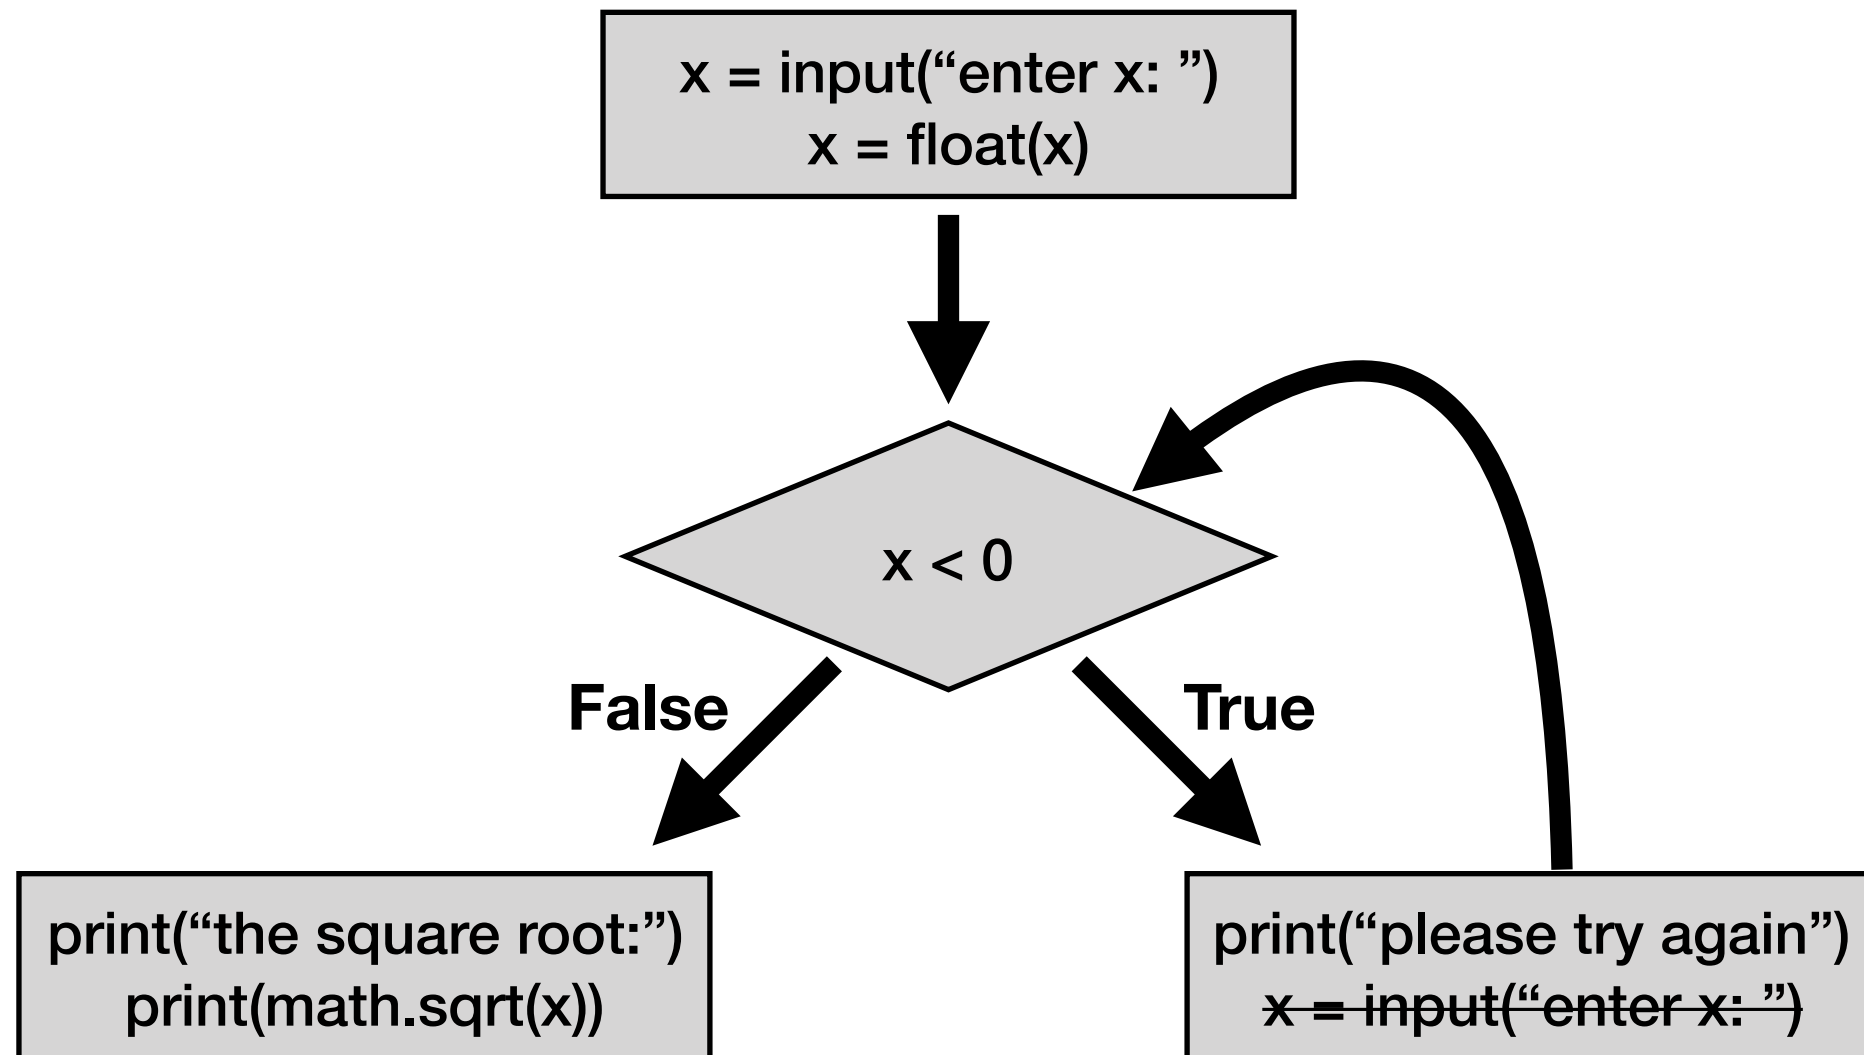 x = input(“enter x: ”)
x = float(x)
x < 0
False
True
print(“the square root:”)
print(math.sqrt(x))
print(“please try again”)
x = input(“enter x: ”)